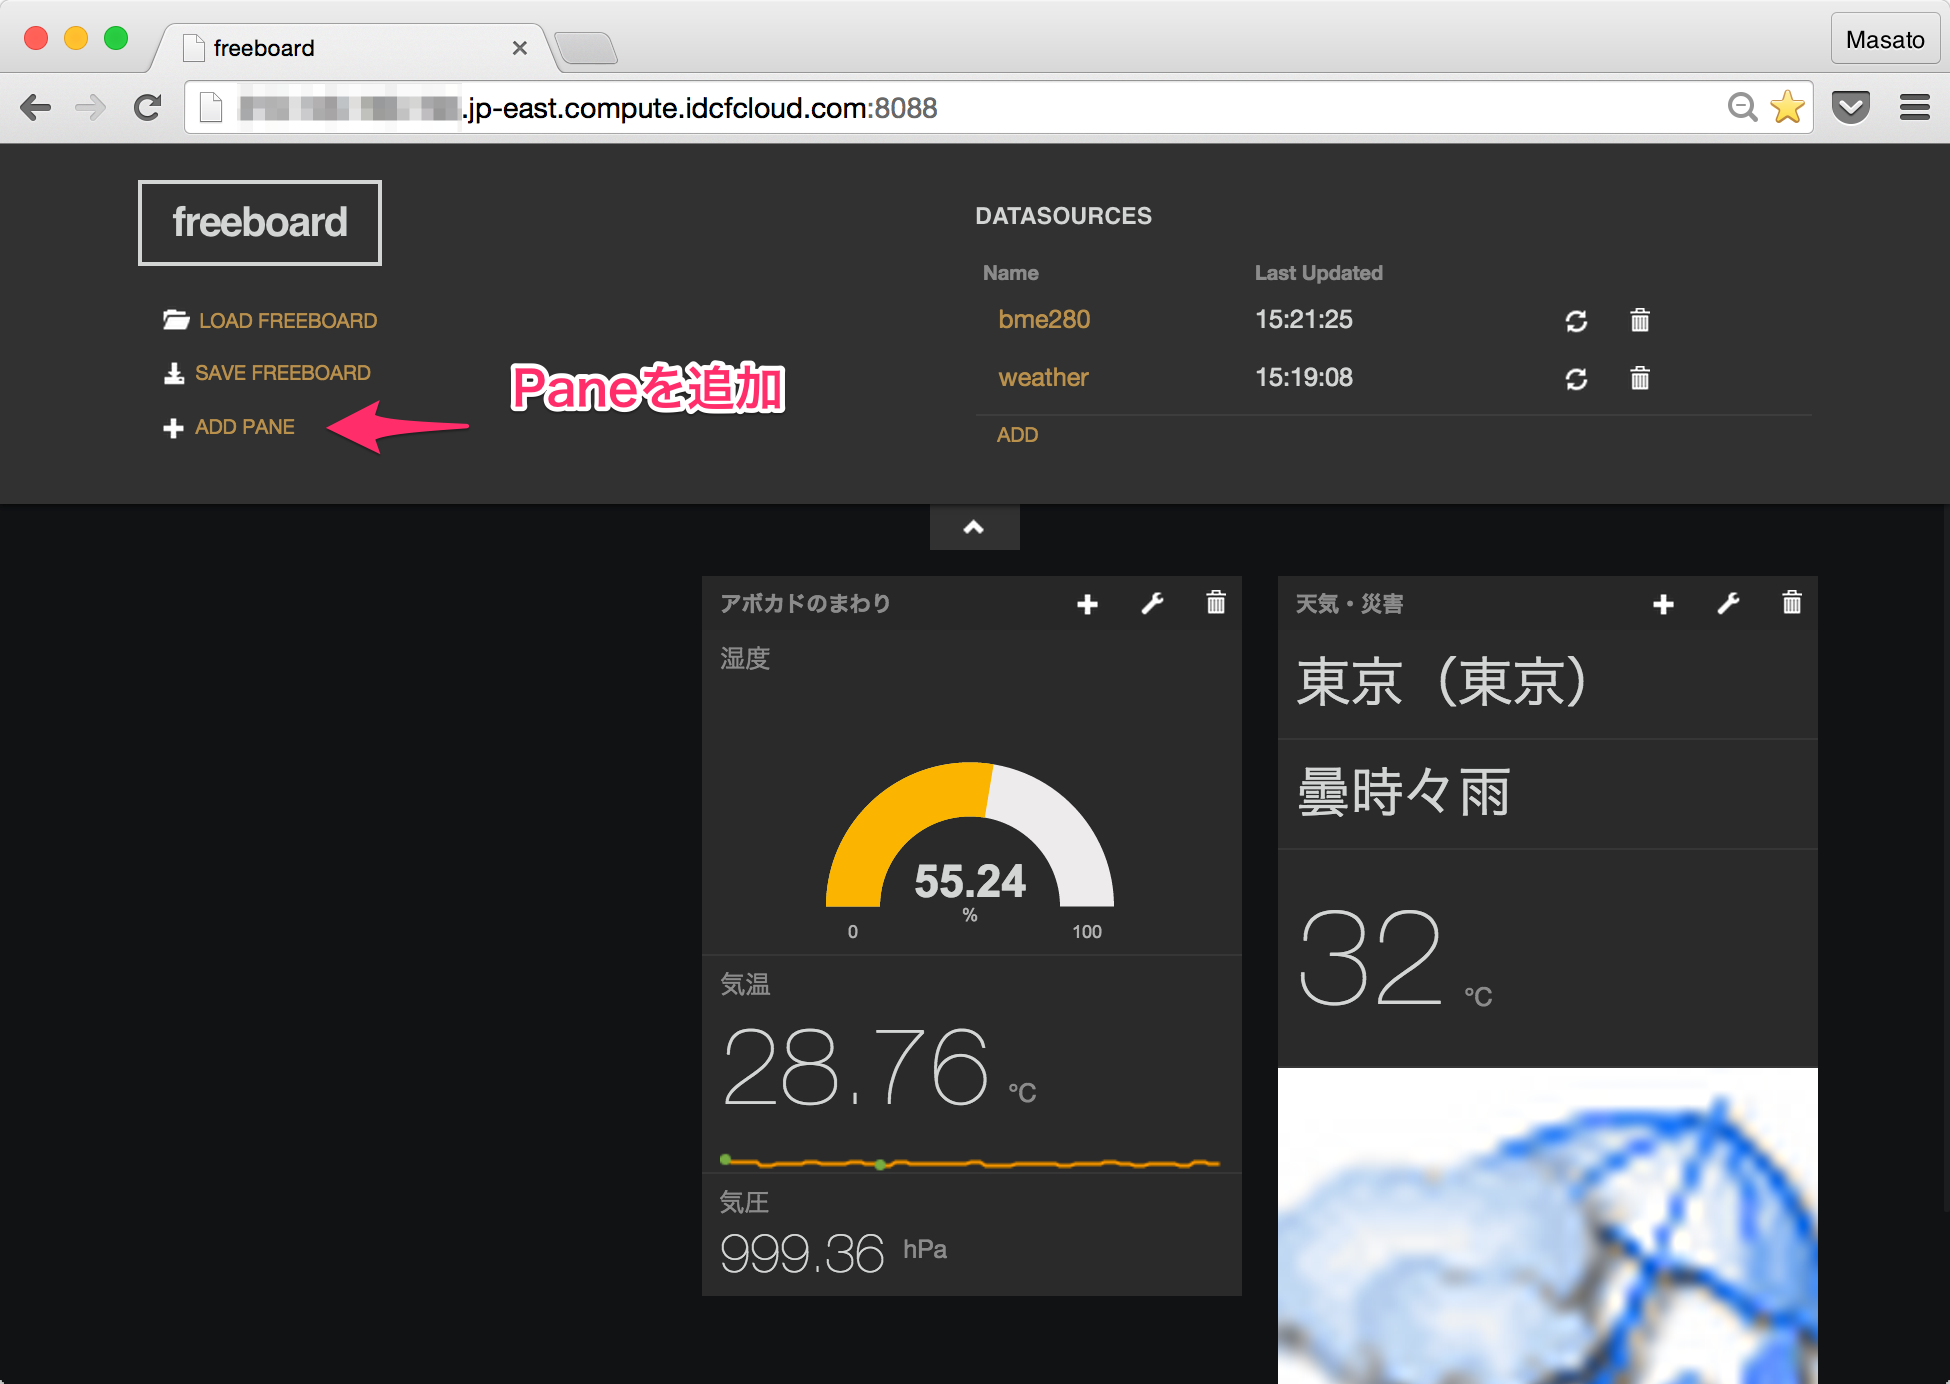 freeboard
Masato
.jp-east.compute.idcfcloud.com:8088
freeboard
LOAD FREEBOARD
SAVE FREEBOARD
ADD PANE
Paneを追加
DATASOURCES
Name Last Updated
bme280 15:21:25
weather 15:19:08
ADD
アボカドのまわり
湿度
55.24
%
0 100
気温
28.76 °C
気圧
999.36 hPa
天気・災害
東京（東京）
曇時々雨
32 °C